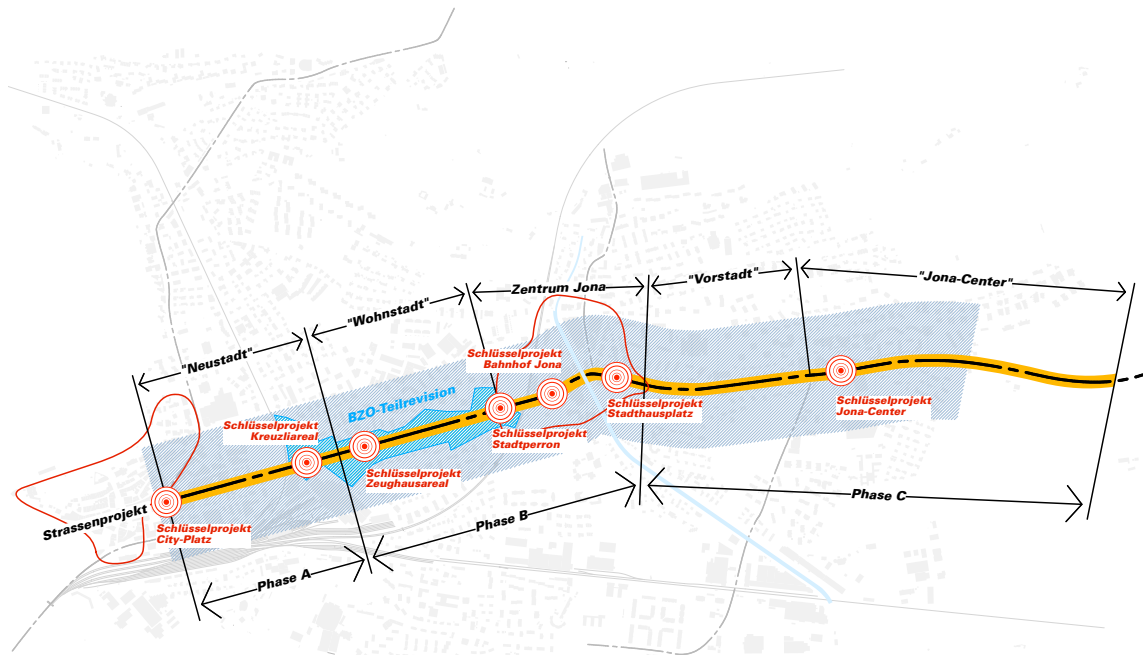 "Neustadt"
"Wohnstadt"
Zentrum Jona
"Vorstadt"
"Jona-Center"
Schlüsselprojekt
Bahnhof Jona
BZO-Teilrevision
Schlüsselprojekt
Kreuzliareal
Schlüsselprojekt
Stadthausplatz
Schlüsselprojekt
Jona-Center
Schlüsselprojekt
Stadtperron
Schlüsselprojekt
Zeughausareal
Strassenprojekt
Schlüsselprojekt
City-Platz
Phase A
Phase B
Phase C